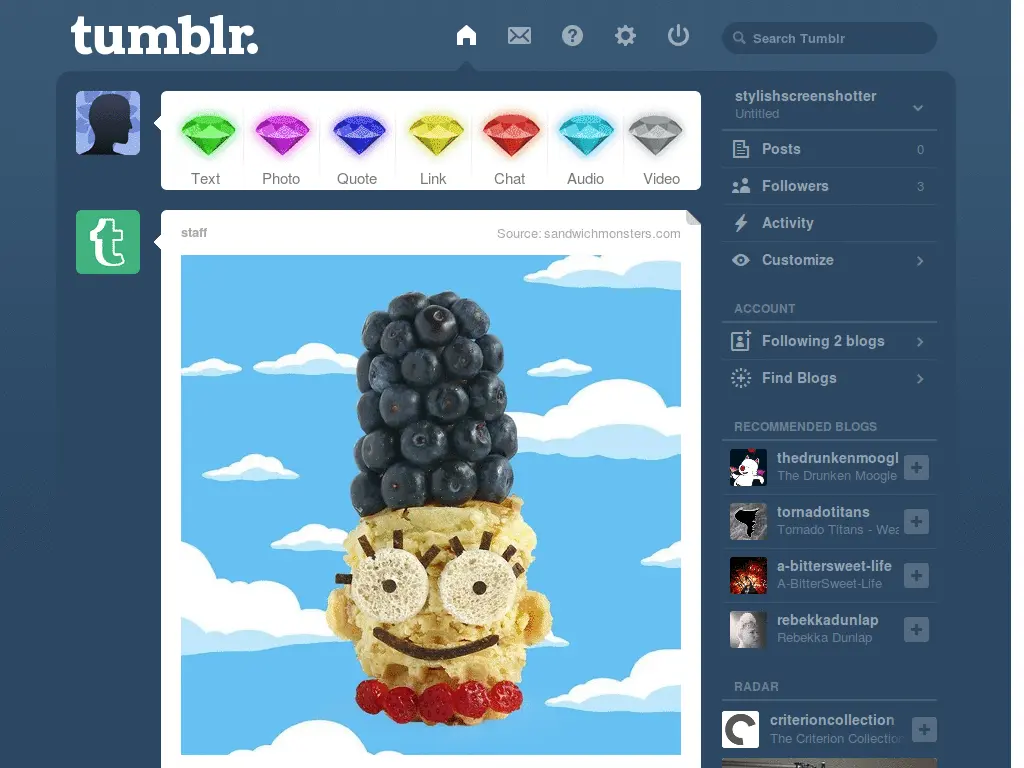 tumblr.
Search Tumblr
Text
Photo
Quote
Link
Chat
Audio
Video
staff
Source: sandwichmonsters.com
stylishscreenshotter
Untitled
Posts 0
Followers 3
Activity
Customize
ACCOUNT
Following 2 blogs
Find Blogs
RECOMMENDED BLOGS
thedrunkenmoogl
The Drunken Moogle
tornadotitans
Tornado Titans - Wea
a-bittersweet-life
A-BitterSweet-Life
rebekkadunlap
Rebekka Dunlap
RADAR
criterioncollection
The Criterion Collectio